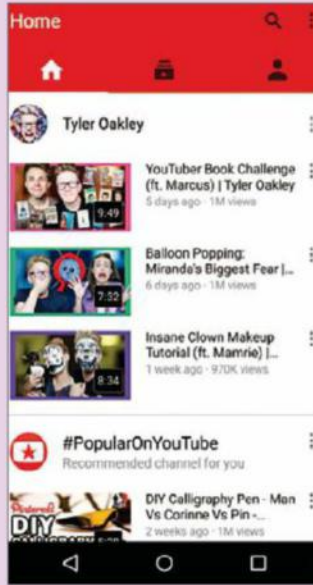 Home
Tyler Oakley
YouTuber Book Challenge
(ft. Marcus) | Tyler Oakley
5 days ago · 1M views
9:49
Balloon Popping:
Miranda's Biggest Fear |...
6 days ago · 1M views
7:32
Insane Clown Makeup
Tutorial (ft. Mamrie) |...
1 week ago · 970K views
8:34
#PopularOnYouTube
Recommended channel for you
DIY Calligraphy Pen - Man
Vs Corinne Vs Pin -...
2 weeks ago · 1M views
Pinterest
DIY